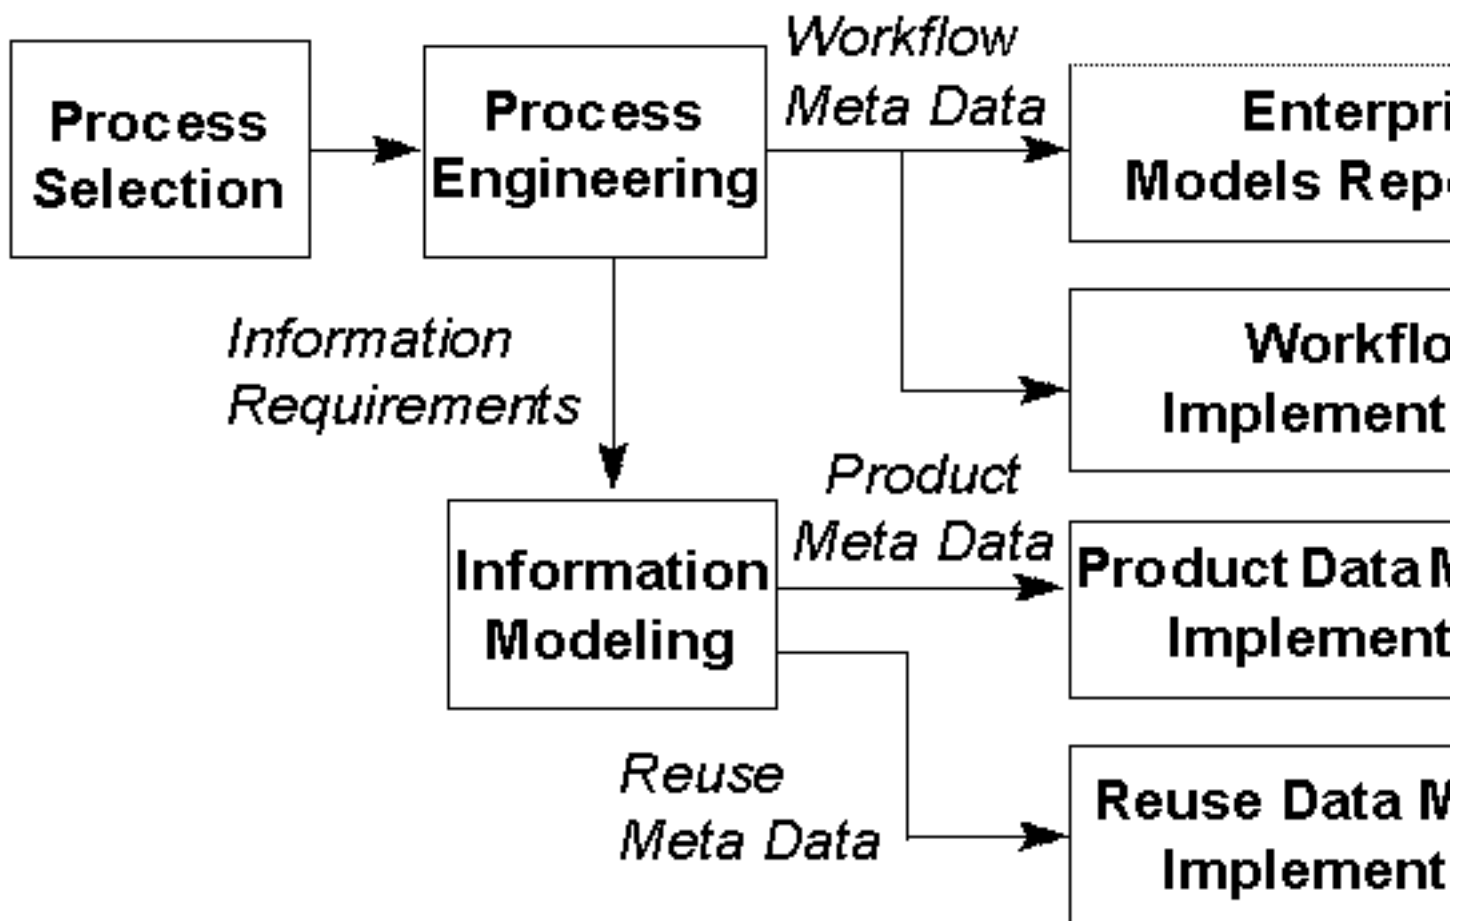 Process
Selection
Process
Engineering
Workflow
Meta Data
Enterpri
Models Rep
Information
Requirements
Workflo
Implement
Product
Meta Data
Information
Modeling
Product Data M
Implement
Reuse
Meta Data
Reuse Data M
Implement